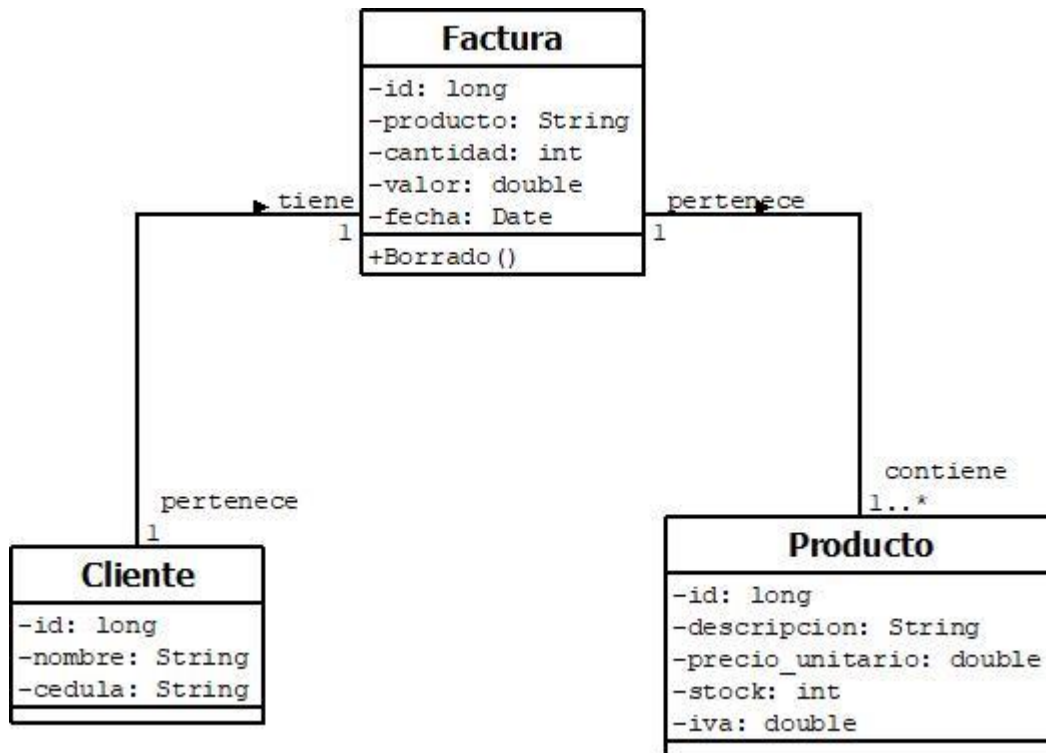 Factura
-id: long
-producto: String
-cantidad: int
-valor: double
-fecha: Date
+Borrado()
tiene
1
pertenece
1
pertenece
1
contiene
1..*
Cliente
-id: long
-nombre: String
-cedula: String
Producto
-id: long
-descripcion: String
-precio_unitario: double
-stock: int
-iva: double